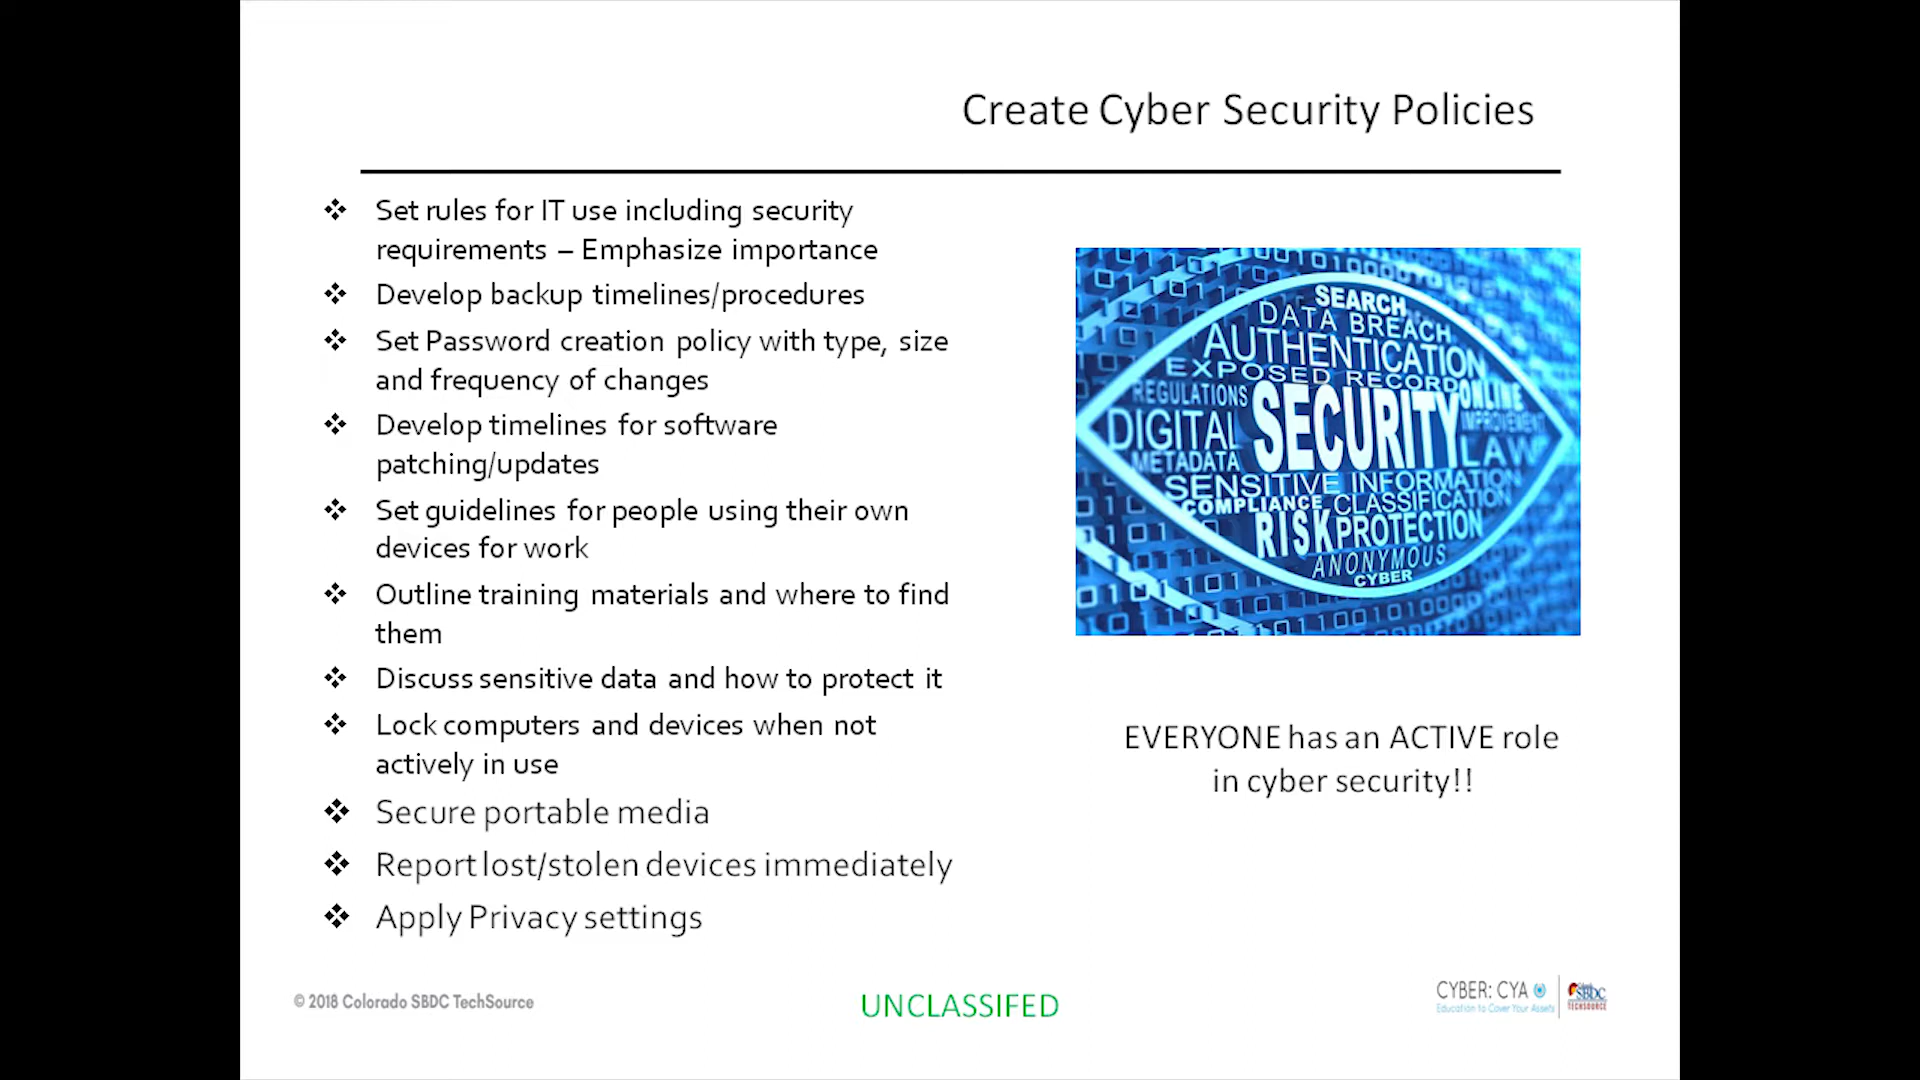 Create Cyber Security Policies
❖ Set rules for IT use including security
requirements – Emphasize importance
❖ Develop backup timelines/procedures
❖ Set Password creation policy with type, size
and frequency of changes
❖ Develop timelines for software
patching/updates
❖ Set guidelines for people using their own
devices for work
❖ Outline training materials and where to find
them
❖ Discuss sensitive data and how to protect it
❖ Lock computers and devices when not
actively in use
❖ Secure portable media
❖ Report lost/stolen devices immediately
❖ Apply Privacy settings
SEARCH
DATA BREACH
AUTHENTICATION
EXPOSED RECORD
REGULATIONS
ONLINE
IMPROVEMENT
DIGITAL
SECURITY
LAW
METADATA
SENSITIVE INFORMATION
COMPLIANCE CLASSIFICATION
RISK PROTECTION
ANONYMOUS
CYBER
EVERYONE has an ACTIVE role
in cyber security!!
© 2018 Colorado SBDC TechSource
UNCLASSIFED
CYBER: CYA
Education to Cover Your Assets
SBDC
TECHSOURCE